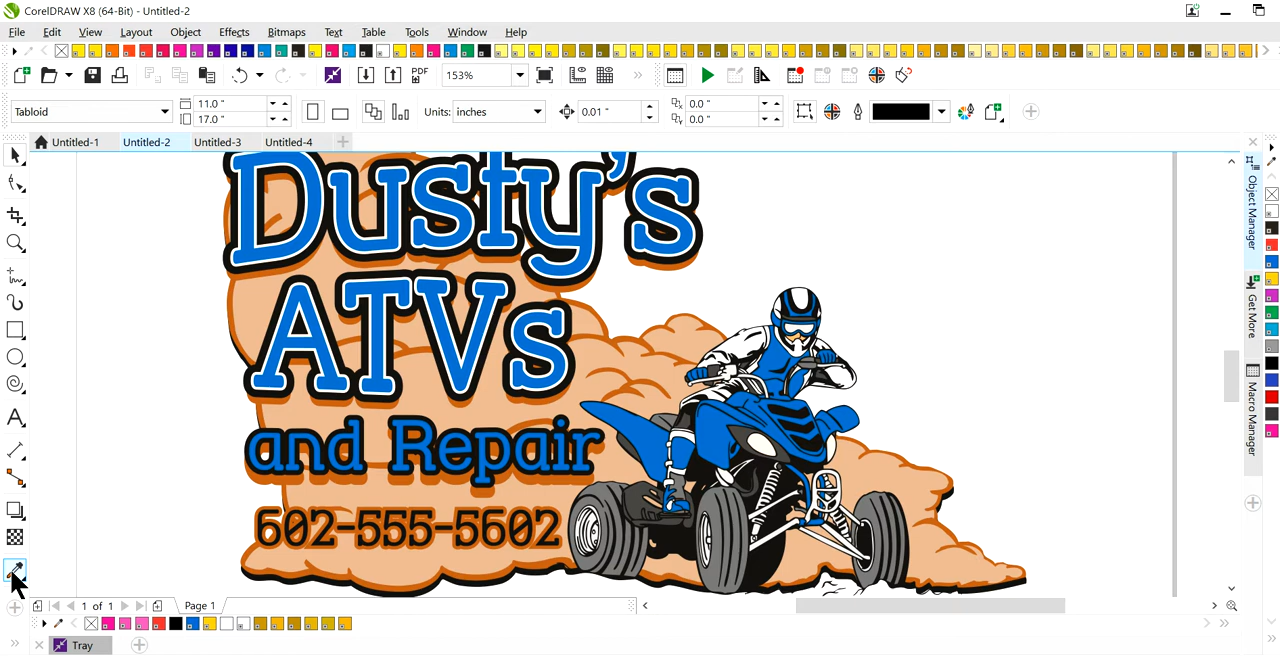 CorelDRAW X8 (64-Bit) - Untitled-2
File Edit View Layout Object Effects Bitmaps Text Table Tools Window Help
PDF 153%
Tabloid 11.0 " 17.0 " Units: inches 0.01 " 0.0 " 0.0 "
Untitled-1 Untitled-2 Untitled-3 Untitled-4
Dusty's
ATVs
and Repair
602-555-5602
Object Manager
Get More
Macro Manager
1 of 1 Page 1
Tray